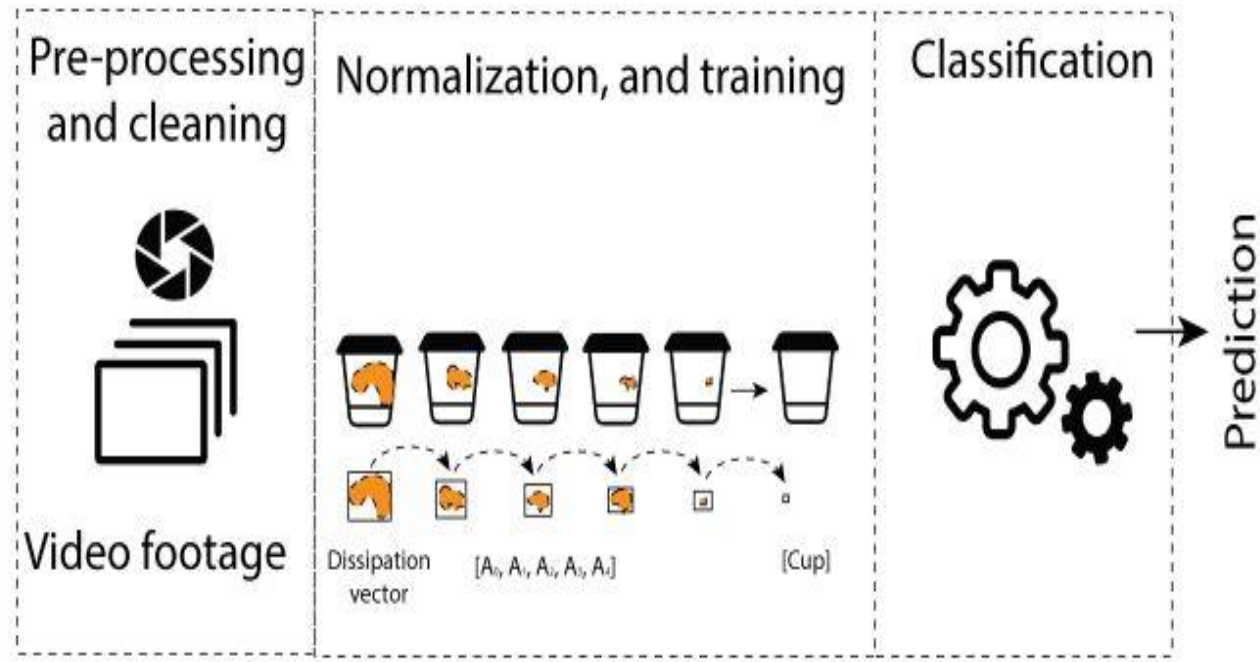 Pre-processing
and cleaning
Video footage
Normalization, and training
Dissipation
vector
[A₀, A₁, A₂, A₃, A₄]
[Cup]
Classification
Prediction